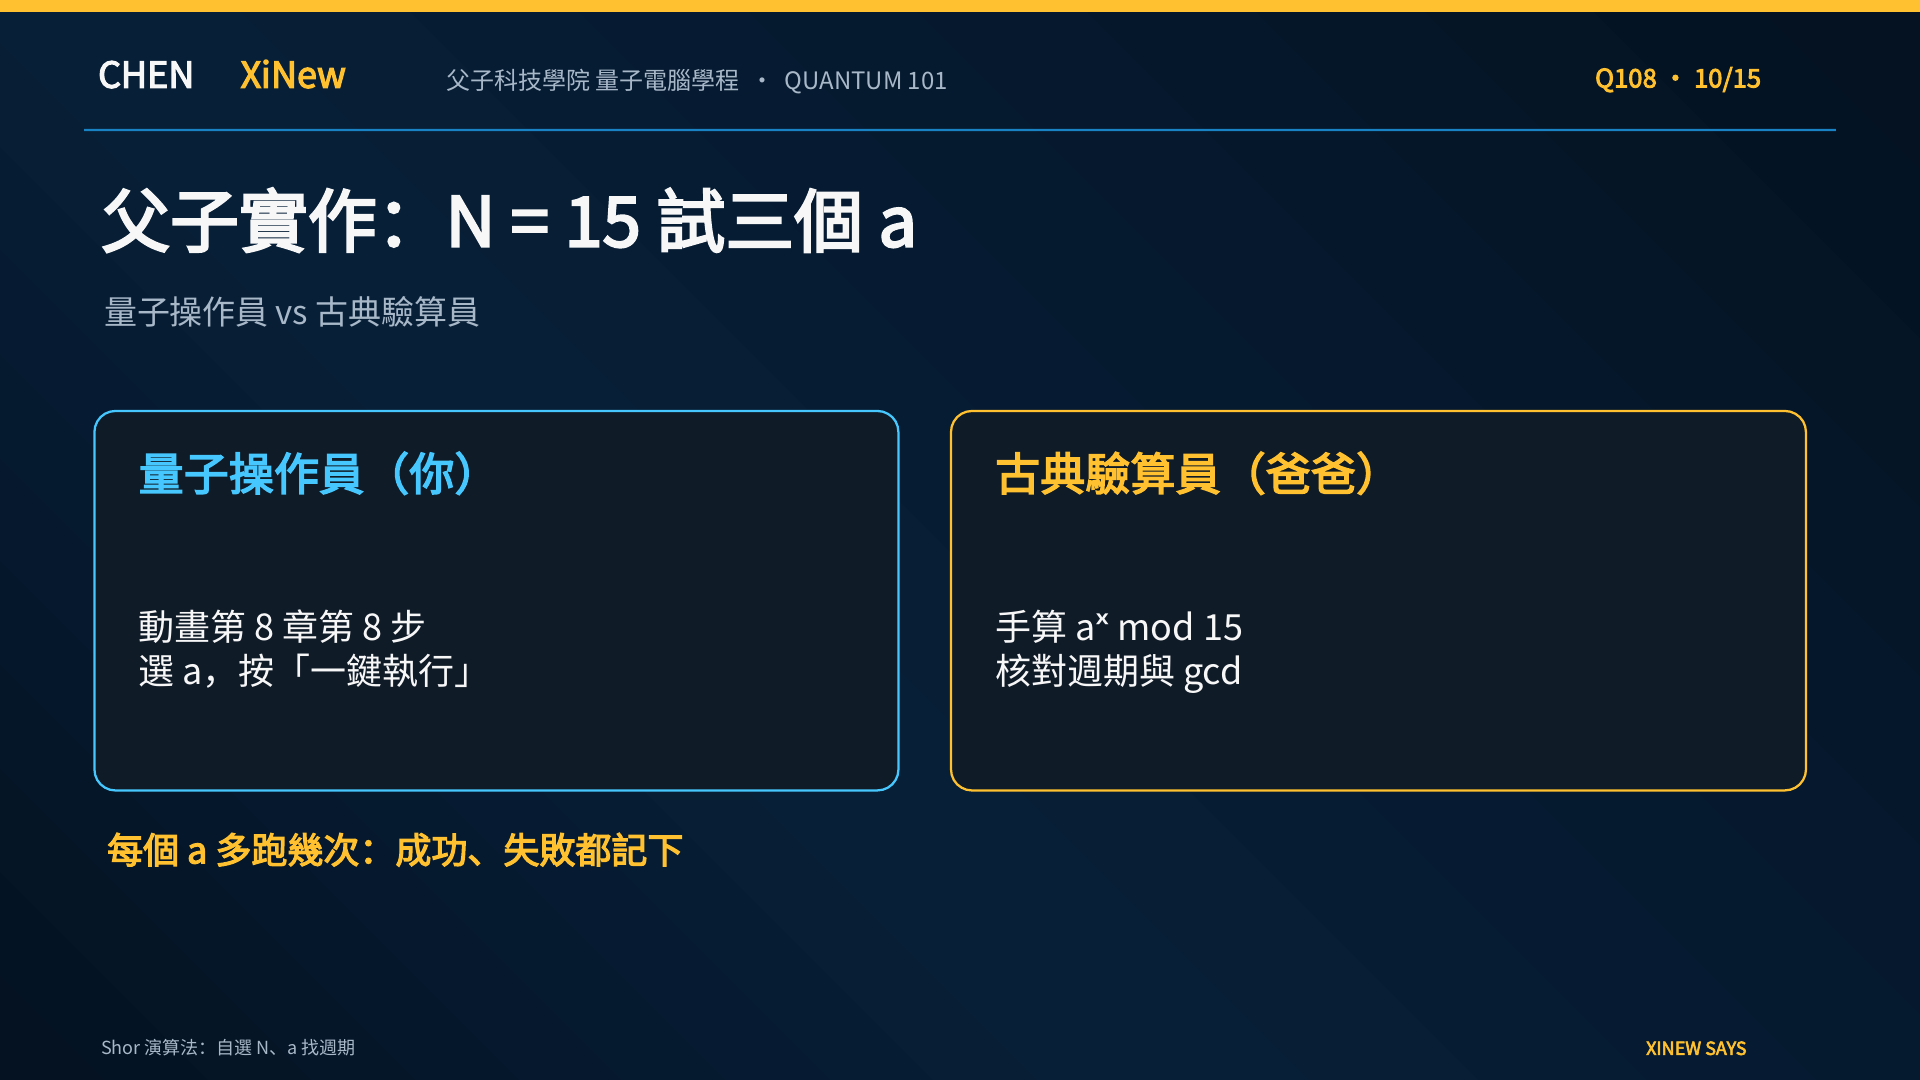 CHEN XiNew 父子科技學院 量子電腦學程 · QUANTUM 101 Q108 · 10/15
父子實作：N = 15 試三個 a
量子操作員 vs 古典驗算員
量子操作員（你）
動畫第 8 章第 8 步
選 a，按「一鍵執行」
古典驗算員（爸爸）
手算 aˣ mod 15
核對週期與 gcd
每個 a 多跑幾次：成功、失敗都記下
Shor 演算法：自選 N、a 找週期
XINEW SAYS